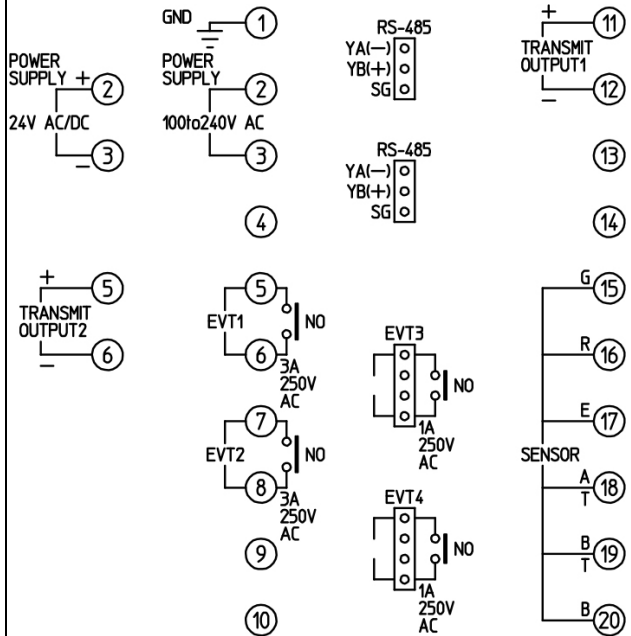 GND
1
POWER
SUPPLY +
2
24V AC/DC
−
3
POWER
SUPPLY
2
100to240V AC
3
4
RS-485
YA(−)
YB(+)
SG
RS-485
YA(−)
YB(+)
SG
+
11
TRANSMIT
OUTPUT1
−
12
13
14
+
5
TRANSMIT
OUTPUT2
−
6
5
EVT1
NO
6
3A
250V
AC
7
EVT2
NO
8
3A
250V
AC
9
10
EVT3
NO
1A
250V
AC
EVT4
NO
1A
250V
AC
G
15
R
16
E
17
SENSOR
A
T
18
B
T
19
B
20